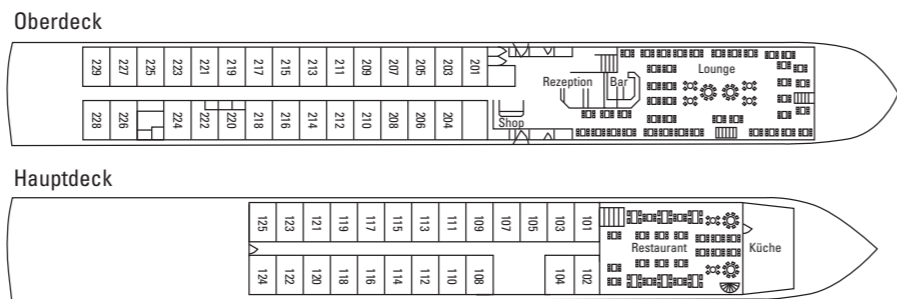 Oberdeck
229 227 225 223 221 219 217 215 213 211 209 207 205 203 201
Rezeption Bar Lounge
228 226 224 222 220 218 216 214 212 210 208 206 204
Shop
Hauptdeck
125 123 121 119 117 115 113 111 109 107 105 103 101
Restaurant Küche
124 122 120 118 116 114 112 110 108 104 102